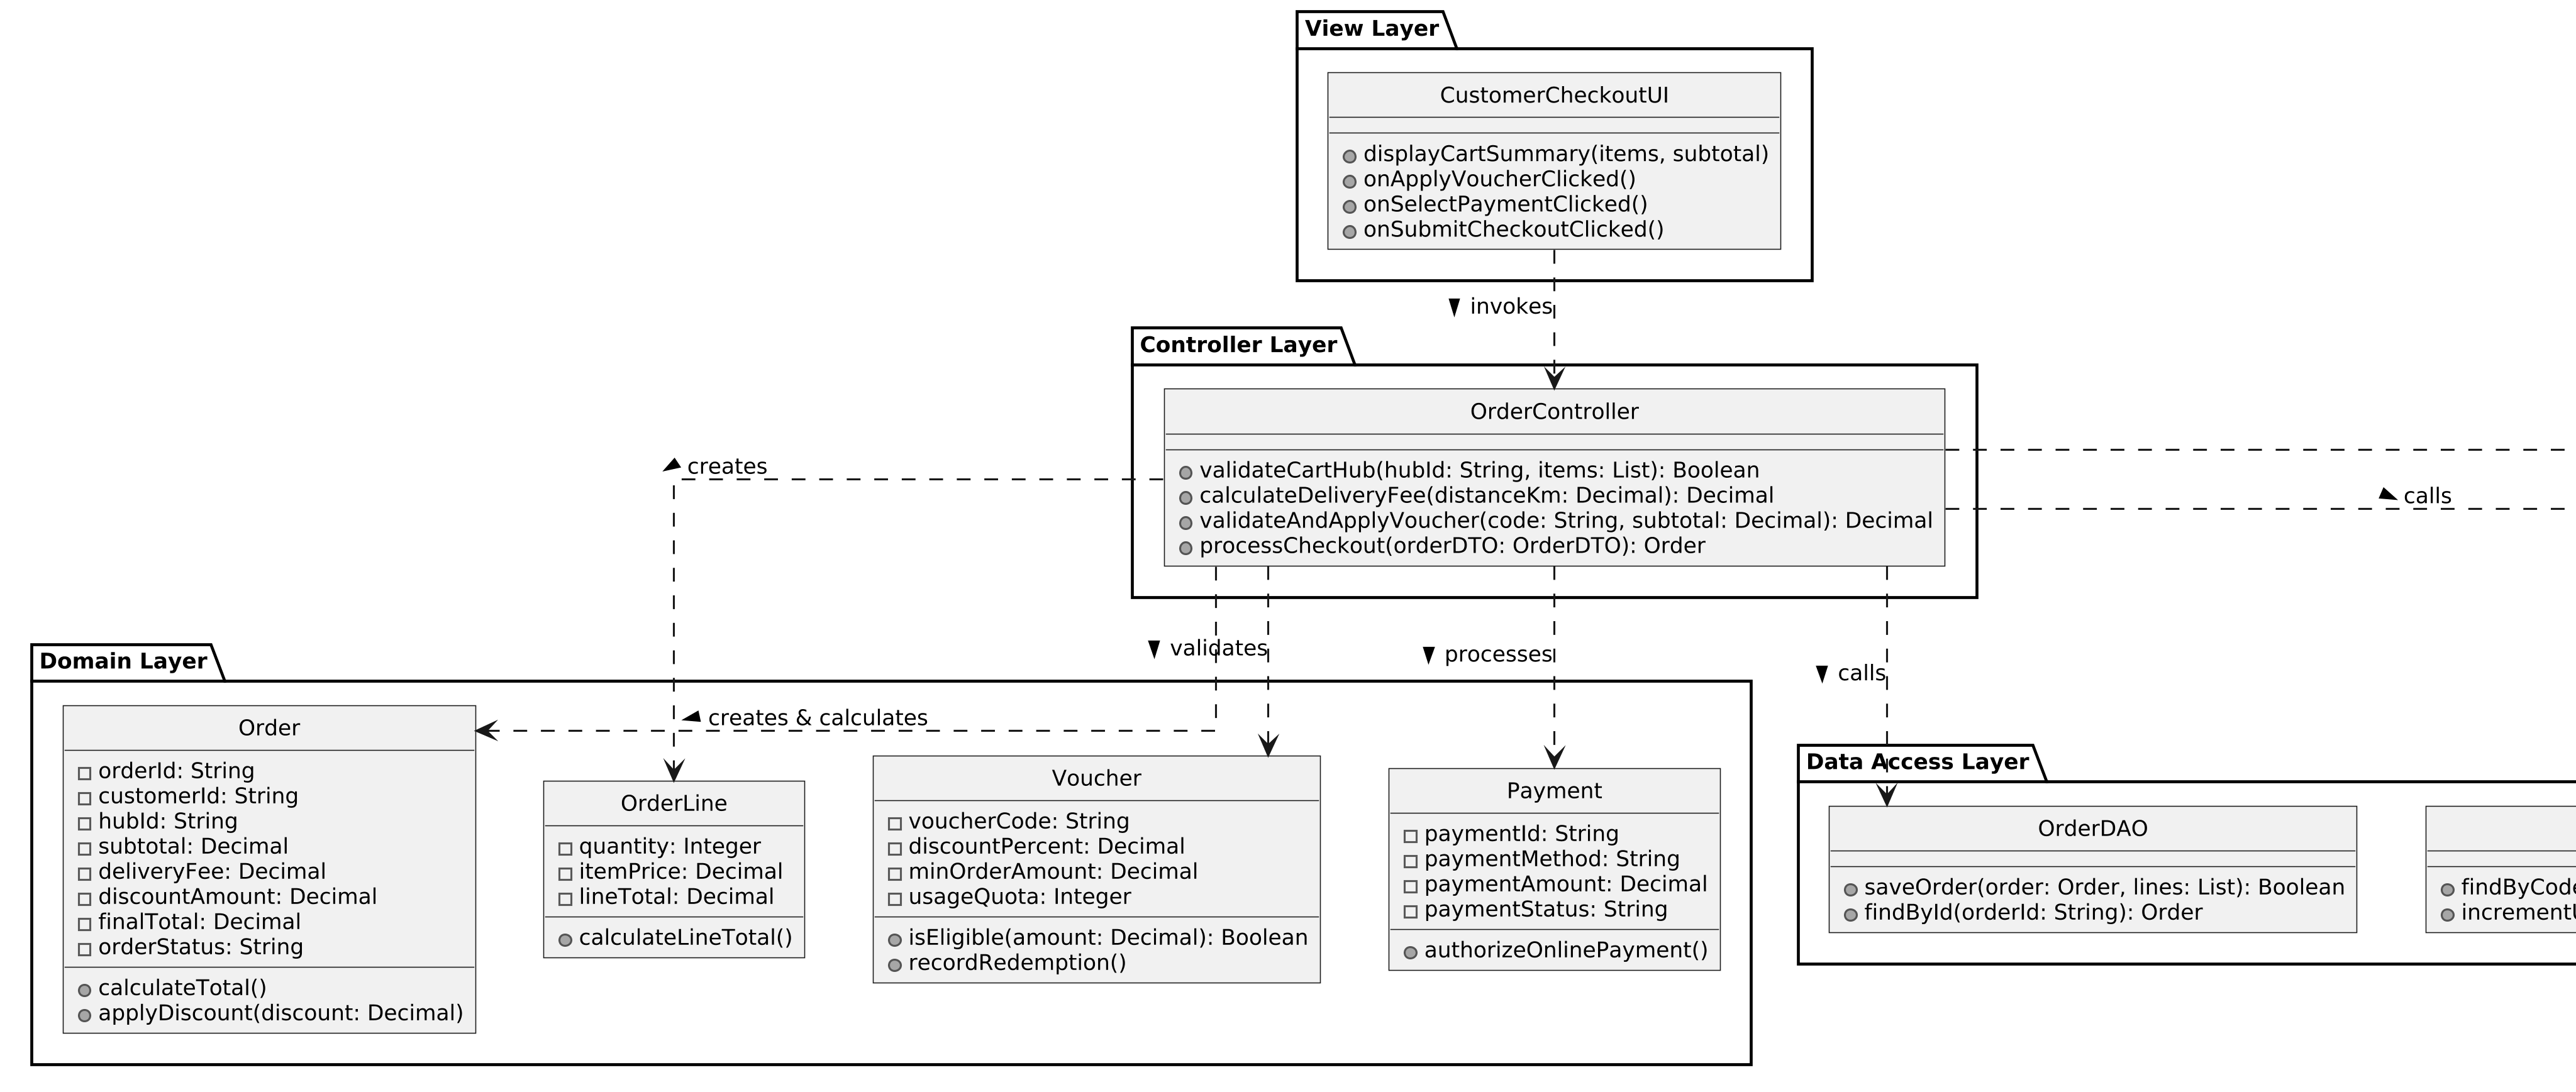 View Layer
CustomerCheckoutUI
displayCartSummary(items, subtotal)
onApplyVoucherClicked()
onSelectPaymentClicked()
onSubmitCheckoutClicked()
invokes
Controller Layer
OrderController
validateCartHub(hubId: String, items: List): Boolean
calculateDeliveryFee(distanceKm: Decimal): Decimal
validateAndApplyVoucher(code: String, subtotal: Decimal): Decimal
processCheckout(orderDTO: OrderDTO): Order
creates
calls
validates
processes
calls
Domain Layer
creates & calculates
Order
orderId: String
customerId: String
hubId: String
subtotal: Decimal
deliveryFee: Decimal
discountAmount: Decimal
finalTotal: Decimal
orderStatus: String
calculateTotal()
applyDiscount(discount: Decimal)
OrderLine
quantity: Integer
itemPrice: Decimal
lineTotal: Decimal
calculateLineTotal()
Voucher
voucherCode: String
discountPercent: Decimal
minOrderAmount: Decimal
usageQuota: Integer
isEligible(amount: Decimal): Boolean
recordRedemption()
Payment
paymentId: String
paymentMethod: String
paymentAmount: Decimal
paymentStatus: String
authorizeOnlinePayment()
Data Access Layer
OrderDAO
saveOrder(order: Order, lines: List): Boolean
findById(orderId: String): Order